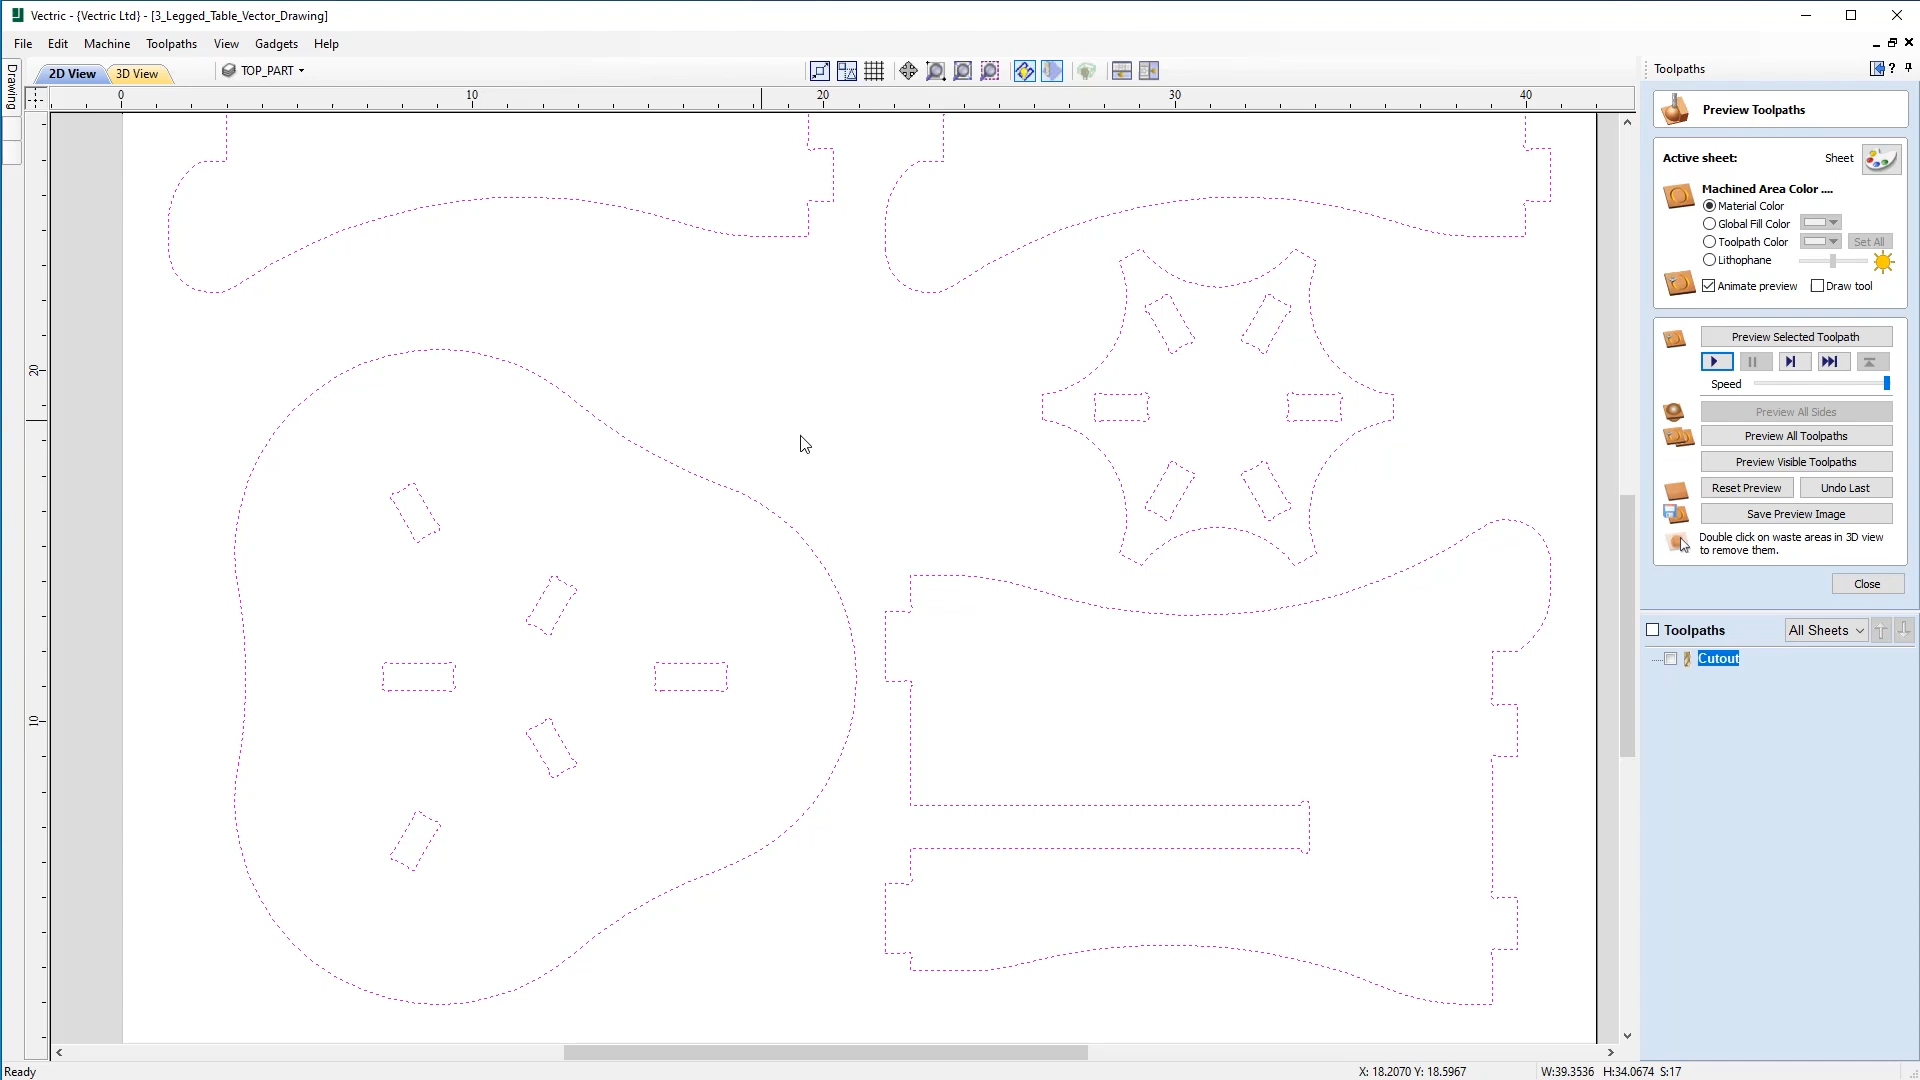 Vectric - {Vectric Ltd} - [3_Legged_Table_Vector_Drawing]
File Edit Machine Toolpaths View Gadgets Help
Drawing
2D View 3D View TOP_PART
Toolpaths ?
0 10 20 30 40
20
10
Preview Toolpaths
Active sheet: Sheet
Machined Area Color ....
Material Color
Global Fill Color
Toolpath Color Set All
Lithophane
Animate preview Draw tool
Preview Selected Toolpath
Speed
Preview All Sides
Preview All Toolpaths
Preview Visible Toolpaths
Reset Preview Undo Last
Save Preview Image
Double click on waste areas in 3D view
to remove them.
Close
Toolpaths All Sheets
Cutout
Ready X: 18.2070 Y: 18.5967 W:39.3536 H:34.0674 S:17